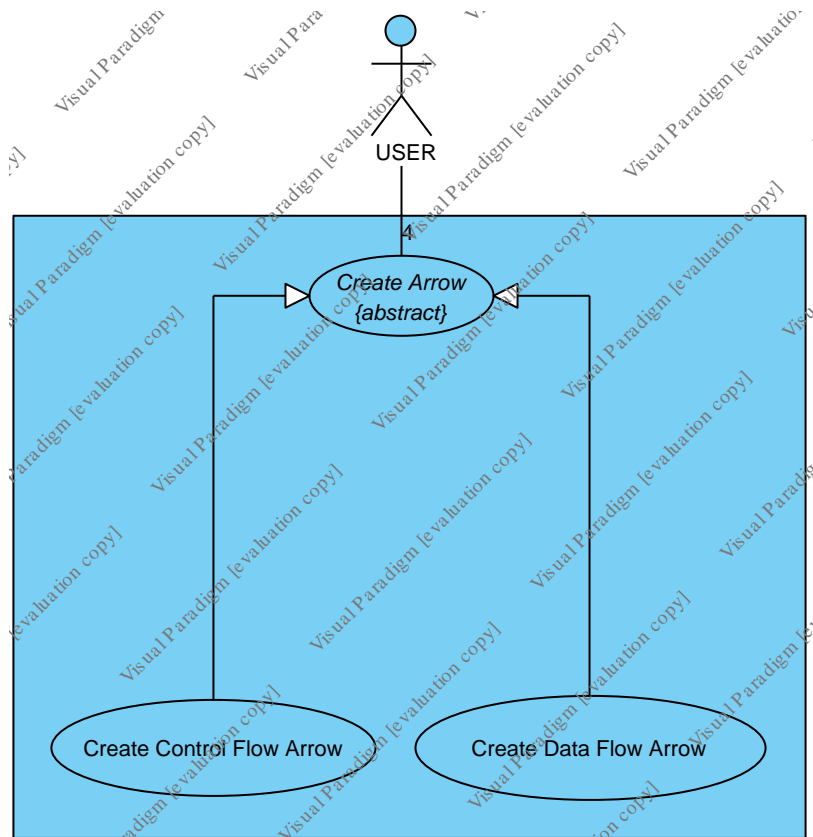 USER
4
Create Arrow
{abstract}
Create Control Flow Arrow
Create Data Flow Arrow
Visual Paradigm [evaluation copy]